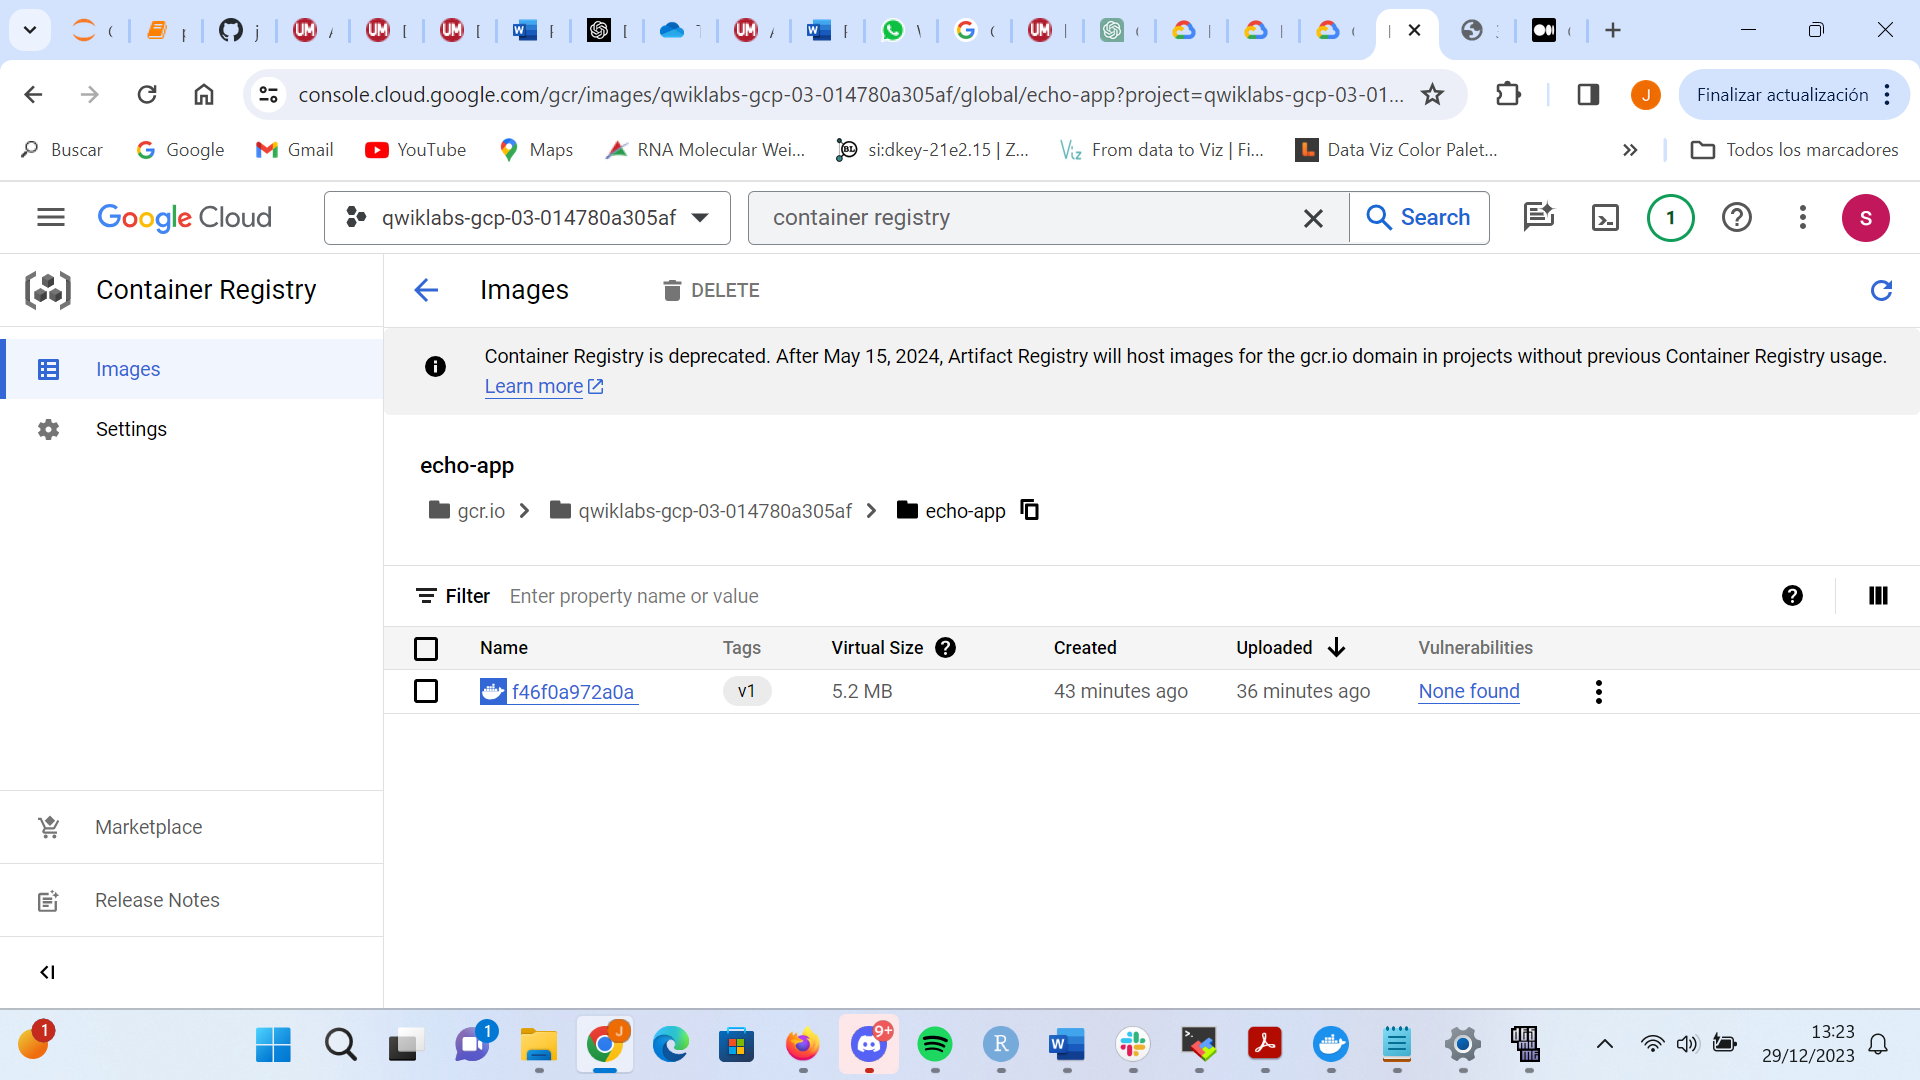 console.cloud.google.com/gcr/images/qwiklabs-gcp-03-014780a305af/global/echo-app?project=qwiklabs-gcp-03-01...
J
Finalizar actualización
Buscar
Google
Gmail
YouTube
Maps
RNA Molecular Wei...
si:dkey-21e2.15 | Z...
From data to Viz | Fi...
Data Viz Color Palet...
Todos los marcadores
Google Cloud
qwiklabs-gcp-03-014780a305af
container registry
Search
1
S
Container Registry
Images
DELETE
Images
Settings
Container Registry is deprecated. After May 15, 2024, Artifact Registry will host images for the gcr.io domain in projects without previous Container Registry usage.
Learn more
echo-app
gcr.io
qwiklabs-gcp-03-014780a305af
echo-app
Filter
Enter property name or value
Name
Tags
Virtual Size
Created
Uploaded
Vulnerabilities
f46f0a972a0a
v1
5.2 MB
43 minutes ago
36 minutes ago
None found
Marketplace
Release Notes
1
1
J
9+
13:23
29/12/2023